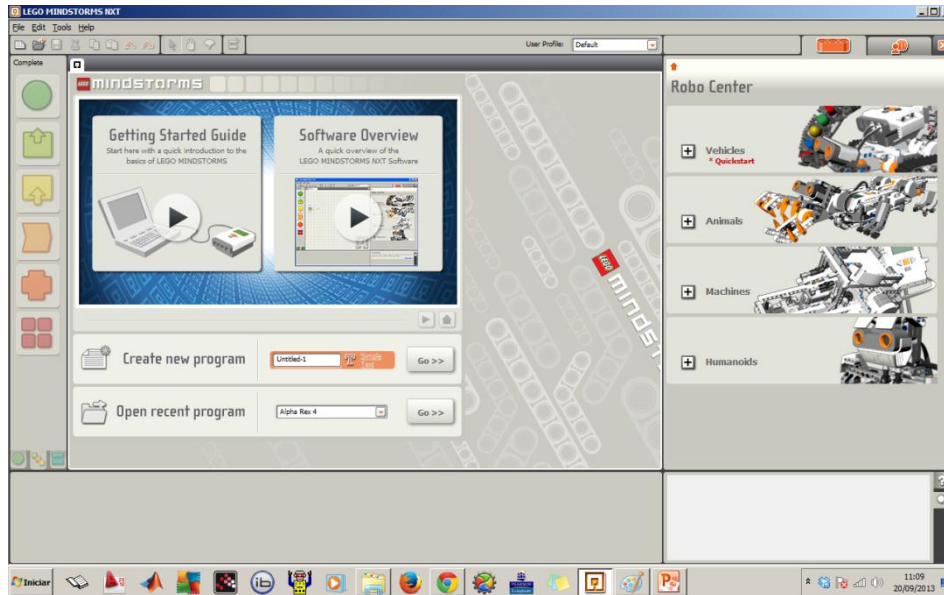 LEGO MINDSTORMS NXT
File Edit Tools Help
User Profile: Default
Complete
mindstorms
Getting Started Guide
Start here with a quick introduction to the
basics of LEGO MINDSTORMS
Software Overview
A quick overview of the
LEGO MINDSTORMS NXT Software
Create new program
Untitled-1
Go >>
Open recent program
Alpha Rex 4
Go >>
LEGO
Robo Center
Vehicles
* Quickstart
Animals
Machines
Humanoids
Iniciar
11:09
20/09/2013